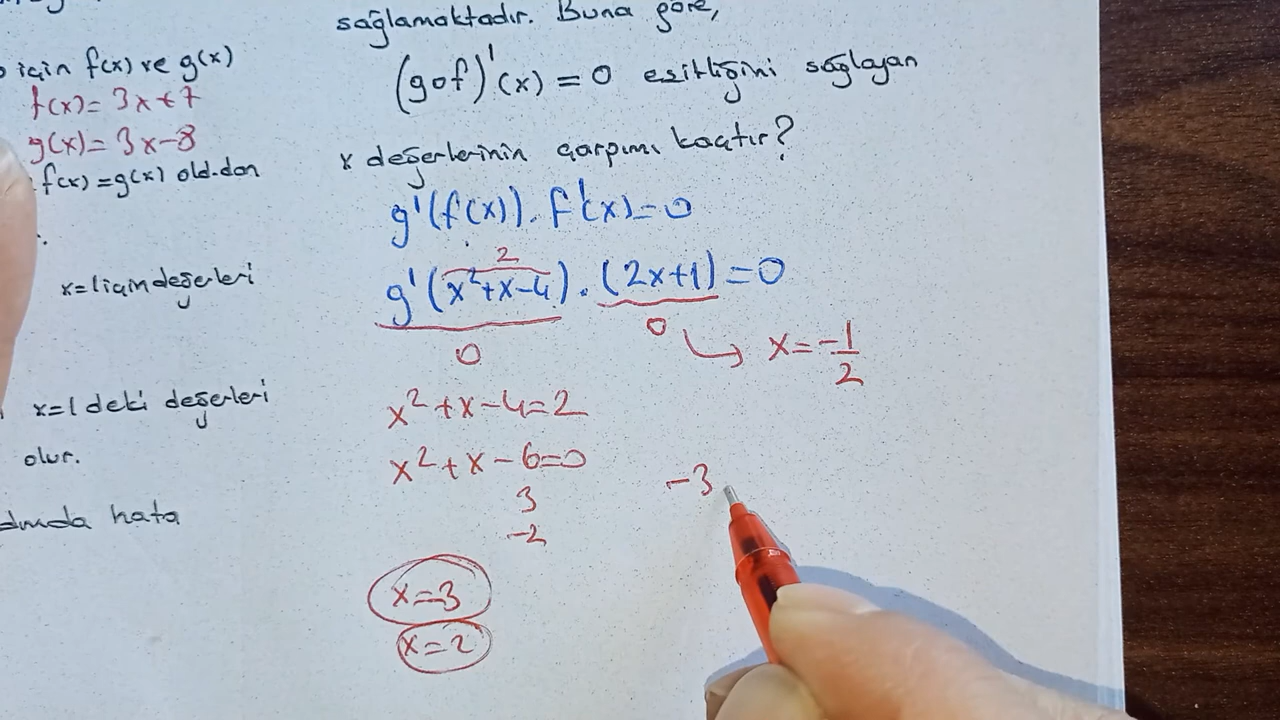 için f(x) ve g(x)
f(x)= 3x+7
g(x)= 3x-8
f(x)=g(x) old.dan
x=1 için değerleri
x=1 deki değerleri
olur.
hata
sağlamaktadır. Buna göre,
(gof)'(x) = 0 eşitliğini sağlayan
x değerlerinin çarpımı kaçtır?
g'(f(x)). f'(x)=0
2
g'(x²+x-4).(2x+1)=0
0
0
x=-1/2
x²+x-4=2
x²+x-6=0
3
-2
-3
x=-3
x=2